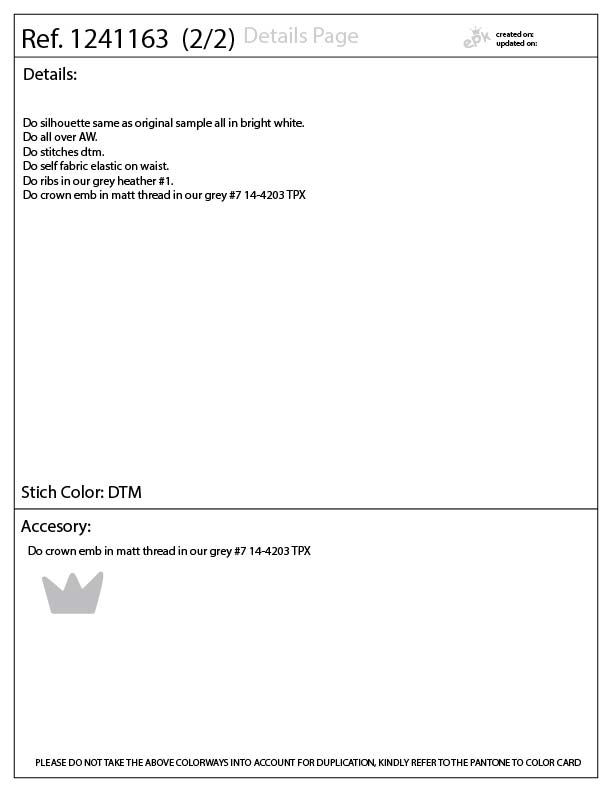 Ref. 1241163 (2/2) Details Page
epk
created on:
updated on:
Details:
Do silhouette same as original sample all in bright white.
Do all over AW.
Do stitches dtm.
Do self fabric elastic on waist.
Do ribs in our grey heather #1.
Do crown emb in matt thread in our grey #7 14-4203 TPX
Stich Color: DTM
Accesory:
Do crown emb in matt thread in our grey #7 14-4203 TPX
PLEASE DO NOT TAKE THE ABOVE COLORWAYS INTO ACCOUNT FOR DUPLICATION, KINDLY REFER TO THE PANTONE TO COLOR CARD